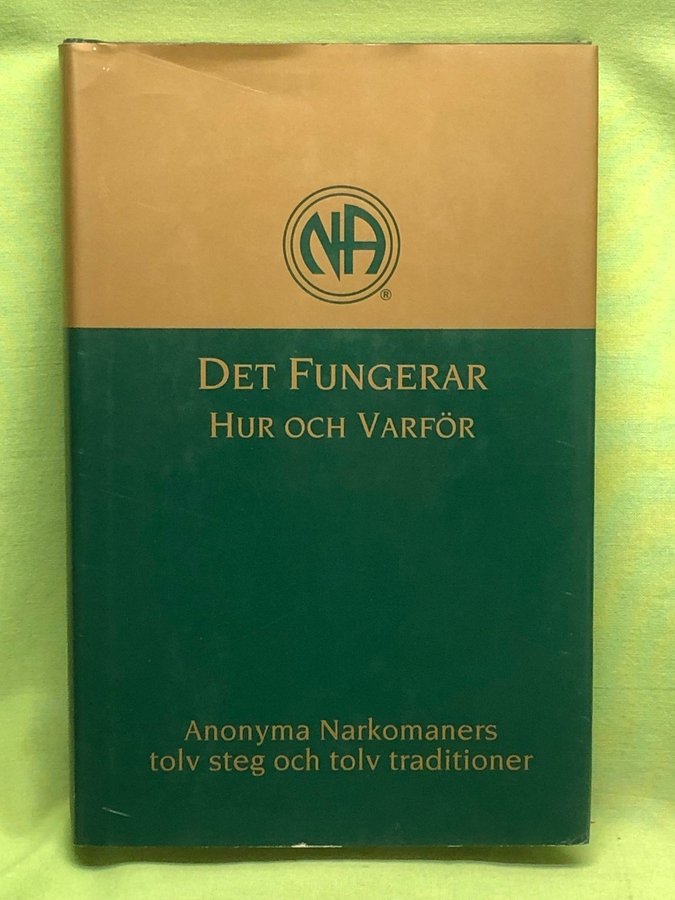 NA
®
DET FUNGERAR
HUR OCH VARFÖR
Anonyma Narkomaners
tolv steg och tolv traditioner